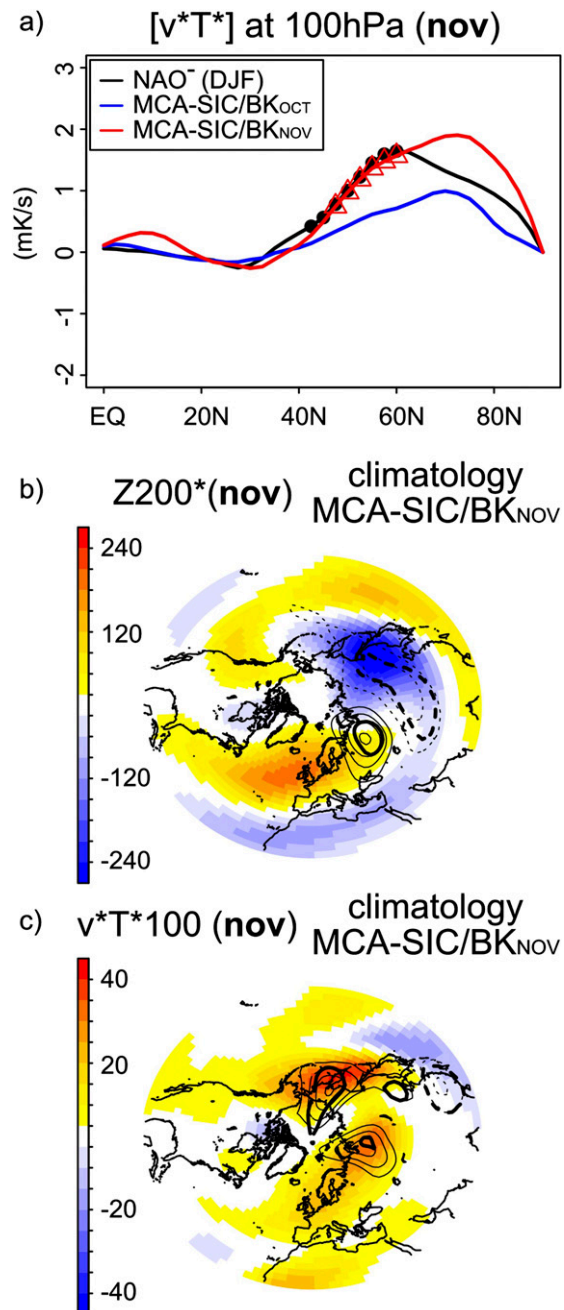 a) [v*T*] at 100hPa (nov)
NAO⁻ (DJF)
MCA-SIC/BKOCT
MCA-SIC/BKNOV
(mK/s)
3
2
1
0
-1
-2
EQ 20N 40N 60N 80N
b) Z200*(nov) climatology
MCA-SIC/BKNOV
240
120
-120
-240
c) v*T*100 (nov) climatology
MCA-SIC/BKNOV
40
20
-20
-40